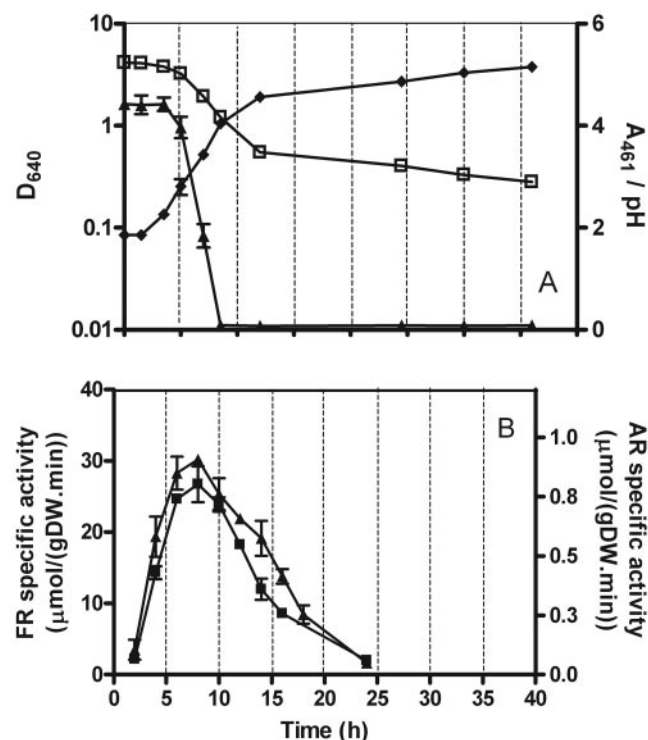 10
1
0.1
0.01
D640
6
4
2
0
A461 / pH
A
40
30
20
10
0
FR specific activity
(μmol/(gDW.min))
1.0
0.8
0.5
0.3
0.0
AR specific activity
(μmol/(gDW.min))
B
0 5 10 15 20 25 30 35 40
Time (h)